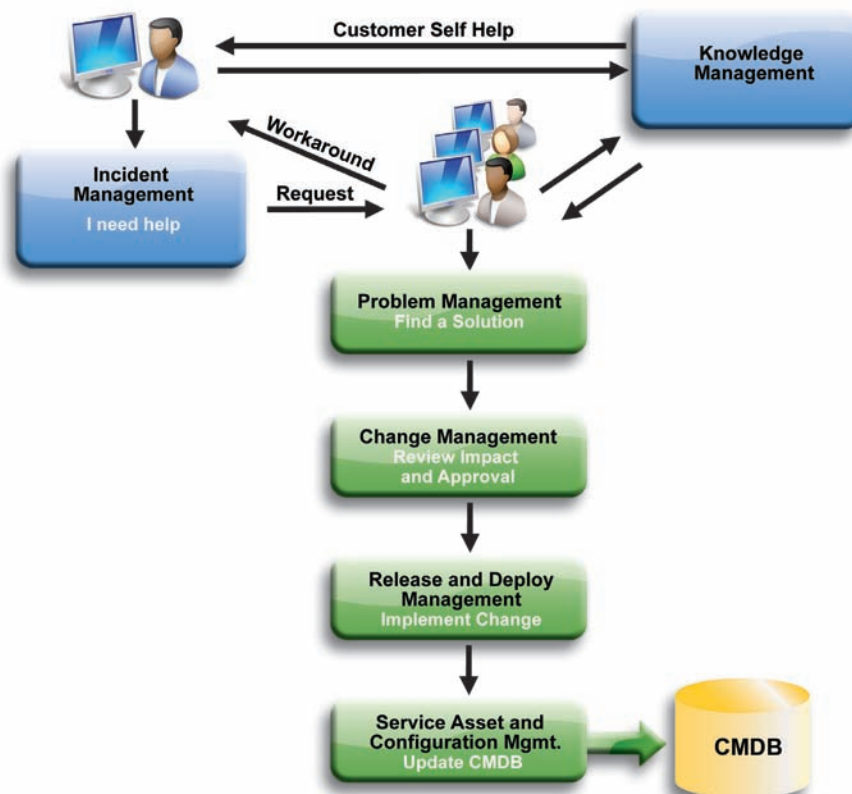 Customer Self Help
Knowledge
Management
Workaround
Incident
Management
I need help
Request
Problem Management
Find a Solution
Change Management
Review Impact
and Approval
Release and Deploy
Management
Implement Change
Service Asset and
Configuration Mgmt.
Update CMDB
CMDB